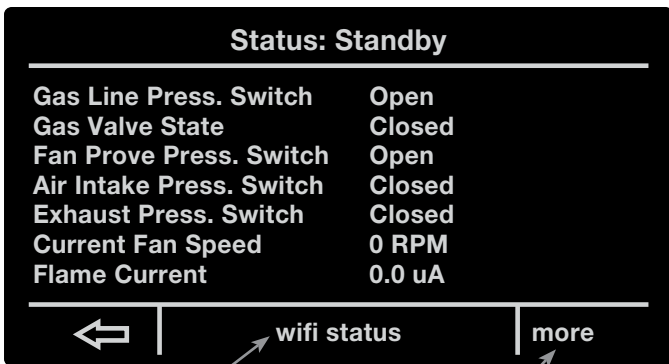 Status: Standby
Gas Line Press. Switch Open
Gas Valve State Closed
Fan Prove Press. Switch Open
Air Intake Press. Switch Closed
Exhaust Press. Switch Closed
Current Fan Speed 0 RPM
Flame Current 0.0 uA
wifi status more